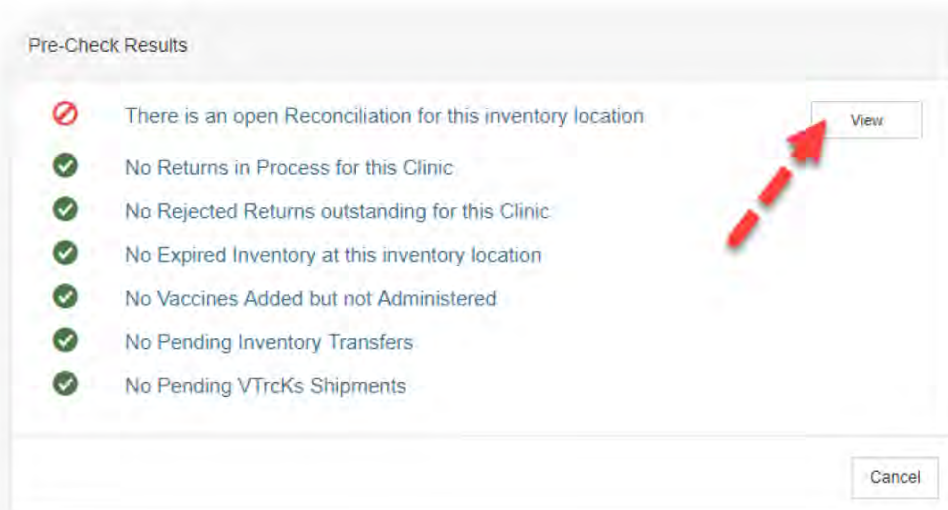 Pre-Check Results
There is an open Reconciliation for this inventory location
View
No Returns in Process for this Clinic
No Rejected Returns outstanding for this Clinic
No Expired Inventory at this inventory location
No Vaccines Added but not Administered
No Pending Inventory Transfers
No Pending VTrcKs Shipments
Cancel